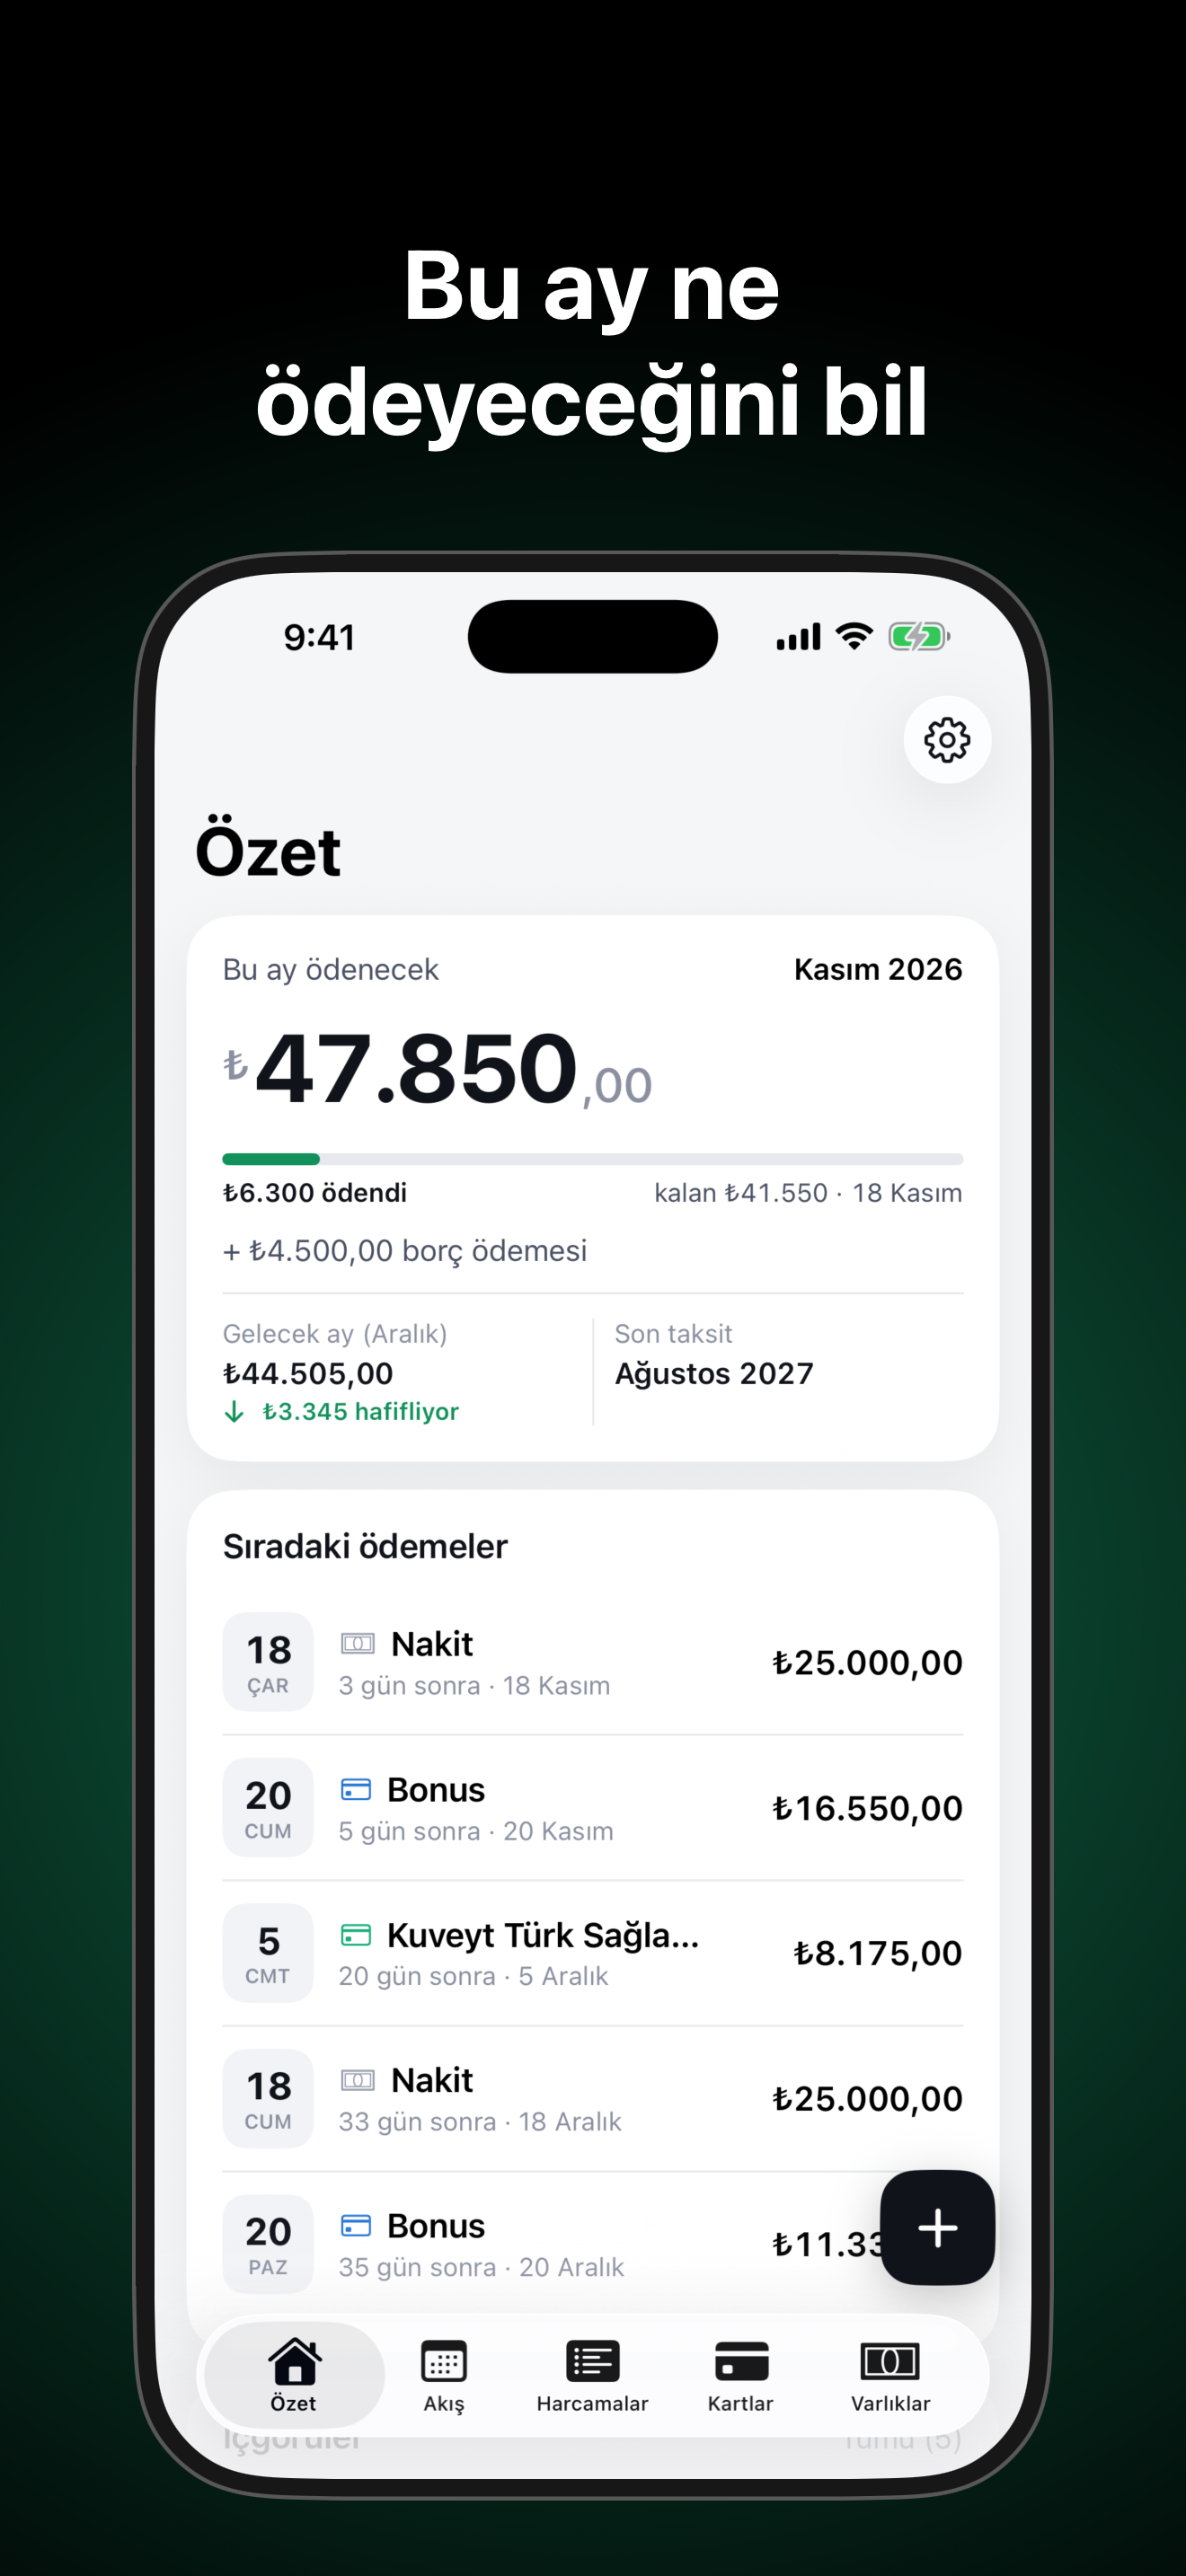 Bu ay ne
ödeyeceğini bil
9:41
Özet
Bu ay ödenecek
Kasım 2026
₺47.850,00
₺6.300 ödendi
kalan ₺41.550 · 18 Kasım
+ ₺4.500,00 borç ödemesi
Gelecek ay (Aralık)
Son taksit
₺44.505,00
Ağustos 2027
↓ ₺3.345 hafifliyor
Sıradaki ödemeler
18
ÇAR
Nakit
3 gün sonra · 18 Kasım
₺25.000,00
20
CUM
Bonus
5 gün sonra · 20 Kasım
₺16.550,00
5
CMT
Kuveyt Türk Sağla...
20 gün sonra · 5 Aralık
₺8.175,00
18
CUM
Nakit
33 gün sonra · 18 Aralık
₺25.000,00
20
PAZ
Bonus
35 gün sonra · 20 Aralık
₺11.33
Özet
Akış
Harcamalar
Kartlar
Varlıklar
İçgörüler
Tümü (5)